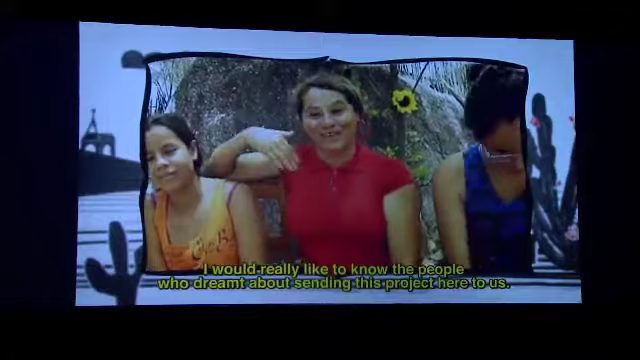 I would really like to know the people
who dreamt about sending this project here to us.